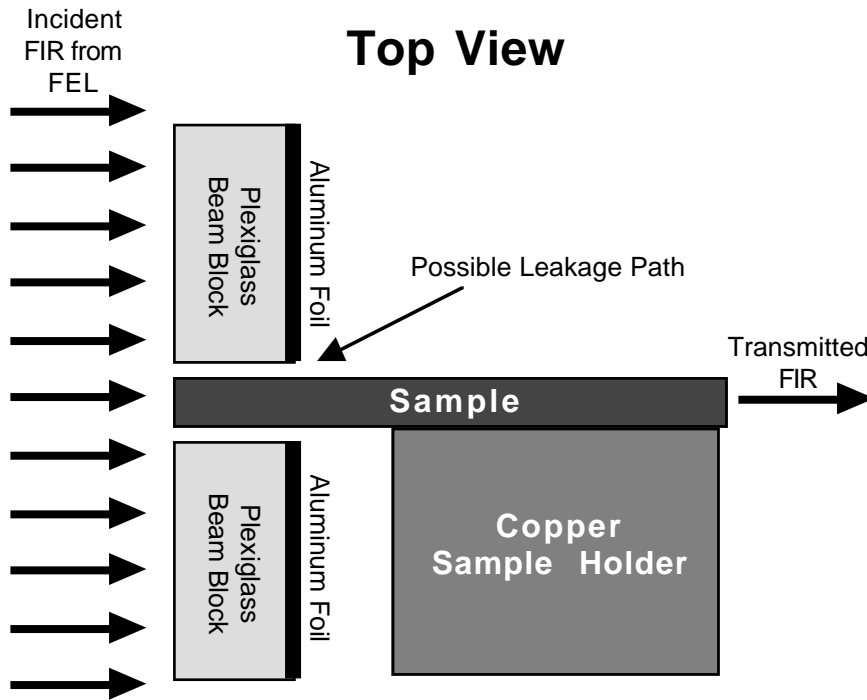 Incident
FIR from
FEL
Top View
Plexiglass
Beam Block
Aluminum Foil
Possible Leakage Path
Transmitted
FIR
Sample
Plexiglass
Beam Block
Aluminum Foil
Copper
Sample Holder